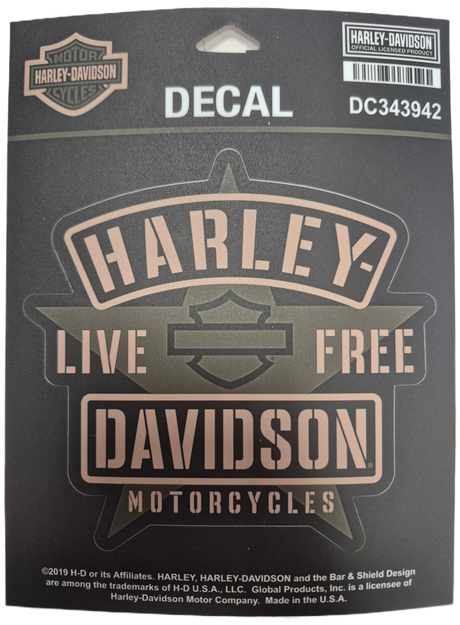 MOTOR
HARLEY-DAVIDSON
CYCLES
HARLEY-DAVIDSON
OFFICIAL LICENSED PRODUCT
DECAL
DC343942
HARLEY-
LIVE FREE
DAVIDSON®
MOTORCYCLES
©2019 H-D or its Affiliates. HARLEY, HARLEY-DAVIDSON and the Bar & Shield Design
are among the trademarks of H-D U.S.A., LLC. Global Products, Inc. is a licensee of
Harley-Davidson Motor Company. Made in the U.S.A.